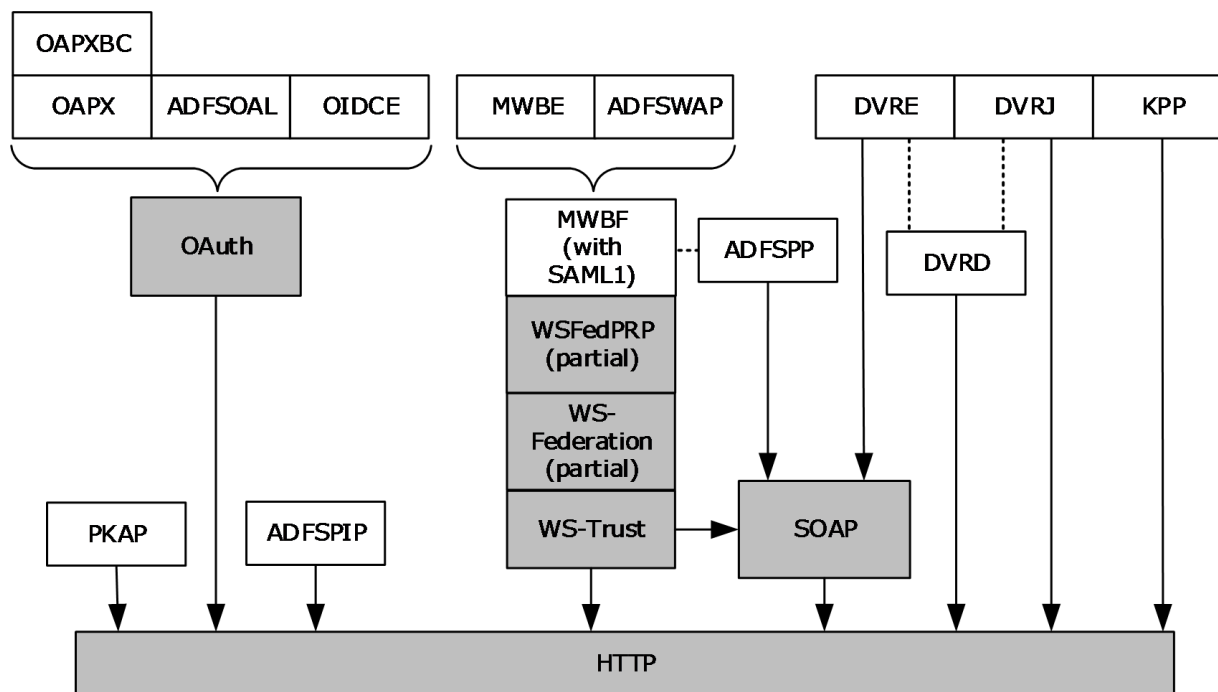 OAPXBC
OAPX
ADFSOAL
OIDCE
MWBE
ADFSWAP
DVRE
DVRJ
KPP
OAuth
MWBF
(with
SAML1)
ADFSPP
DVRD
WSFedPRP
(partial)
WS-
Federation
(partial)
PKAP
ADFSPIP
WS-Trust
SOAP
HTTP